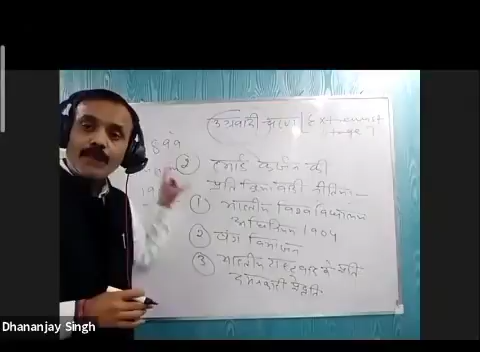 उग्रवादी चरण / Extremist
stage
② लार्ड कर्जन की
प्रतिक्रियावादी नीतियां -
① भारतीय विश्वविद्यालय
अधिनियम 1904
② बंग विभाजन
③ भारतीय राष्ट्रवाद के प्रति
दमनकारी
Dhananjay Singh